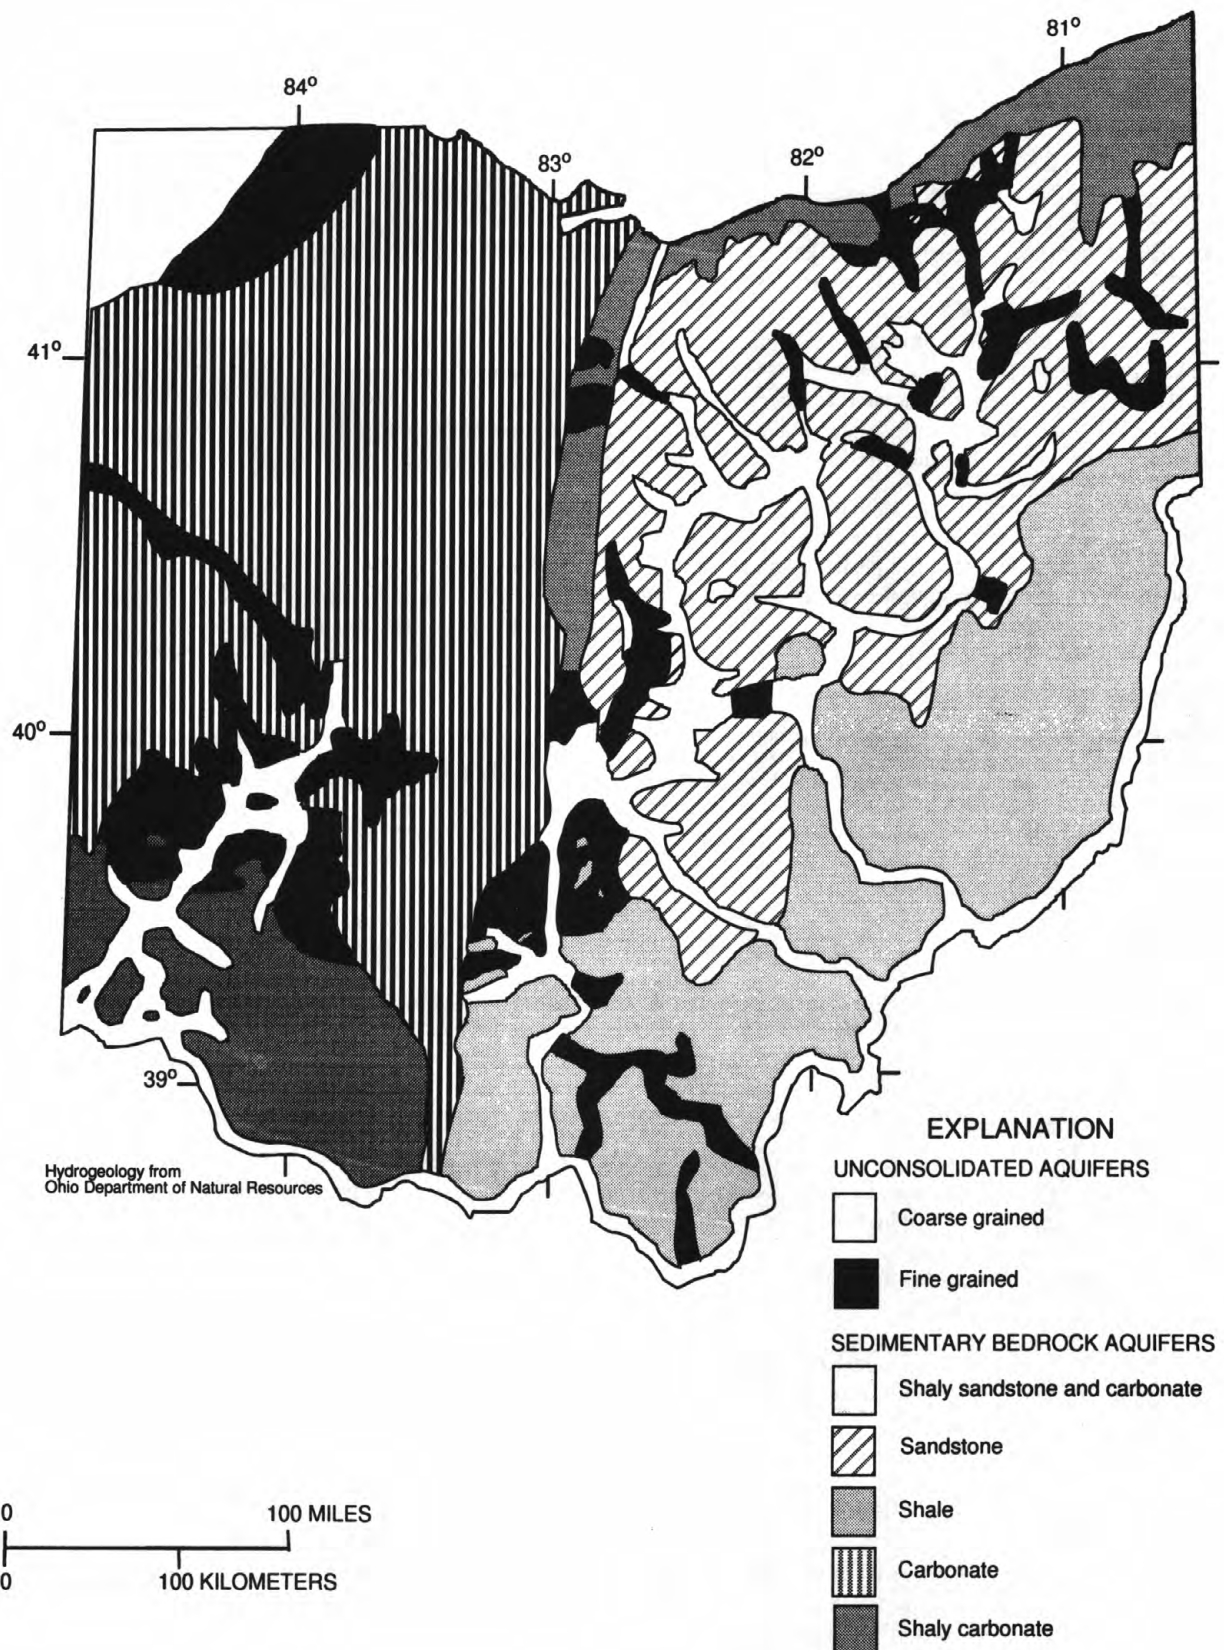 81º
84º
83º
82º
41º
40º
39º
Hydrogeology from
Ohio Department of Natural Resources
EXPLANATION
UNCONSOLIDATED AQUIFERS
Coarse grained
Fine grained
SEDIMENTARY BEDROCK AQUIFERS
Shaly sandstone and carbonate
Sandstone
Shale
Carbonate
Shaly carbonate
0 100 MILES
0 100 KILOMETERS